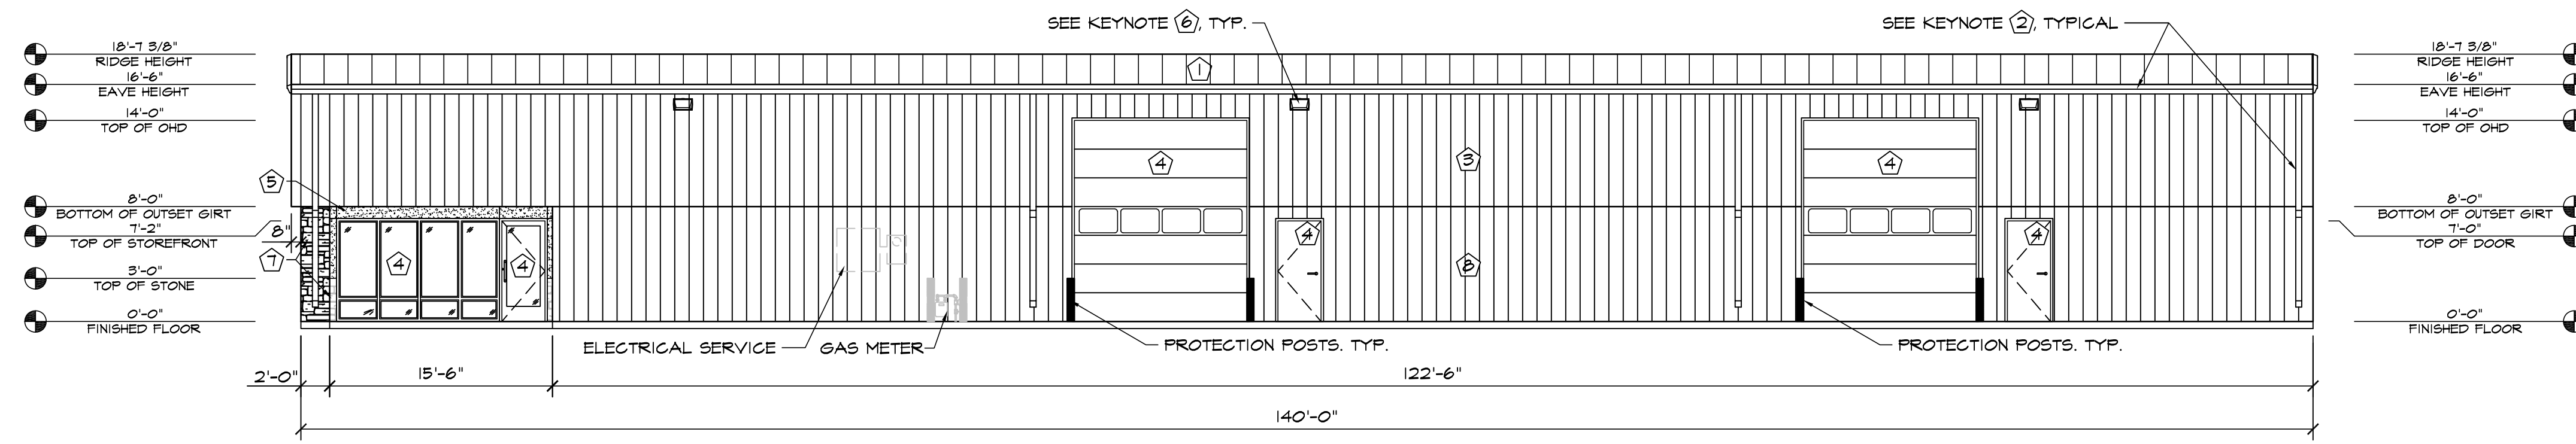 SEE KEYNOTE 6, TYP.
SEE KEYNOTE 2, TYPICAL
18'-7 3/8"
RIDGE HEIGHT
16'-6"
EAVE HEIGHT
14'-0"
TOP OF OHD
8'-0"
BOTTOM OF OUTSET GIRT
7'-2"
TOP OF STOREFRONT
3'-0"
TOP OF STONE
0'-0"
FINISHED FLOOR
5
8"
7
1
4
4
4
4
3
8
4
4
18'-7 3/8"
RIDGE HEIGHT
16'-6"
EAVE HEIGHT
14'-0"
TOP OF OHD
8'-0"
BOTTOM OF OUTSET GIRT
7'-0"
TOP OF DOOR
0'-0"
FINISHED FLOOR
ELECTRICAL SERVICE
GAS METER
PROTECTION POSTS. TYP.
PROTECTION POSTS. TYP.
2'-0"
15'-6"
122'-6"
140'-0"